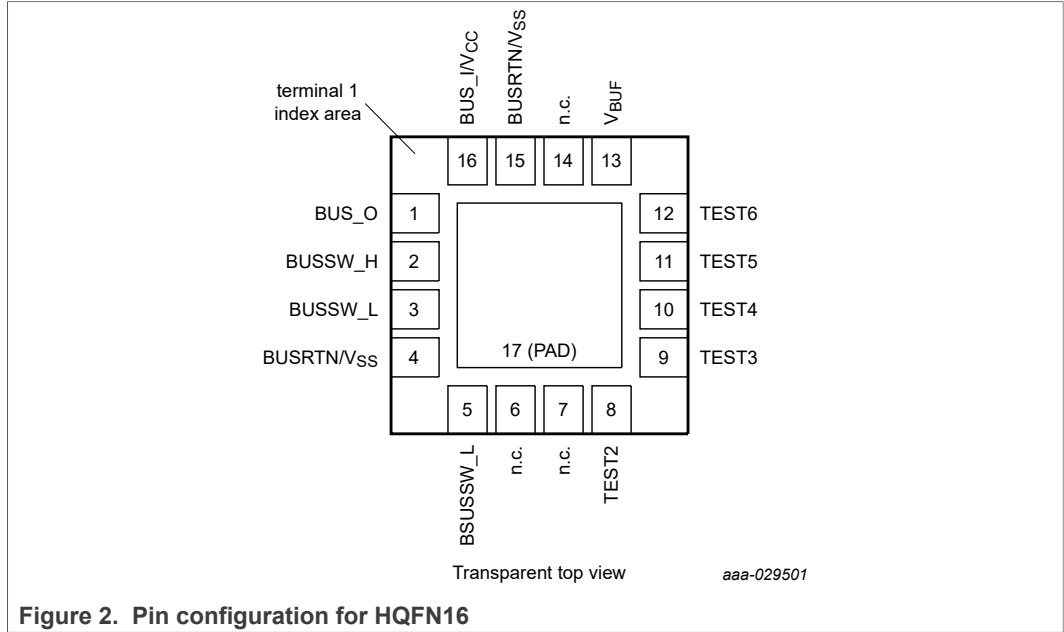 BUS_I/VCC
BUSRTN/VSS
n.c.
VBUF
terminal 1
index area
16
15
14
13
BUS_O
1
12
TEST6
BUSSW_H
2
11
TEST5
BUSSW_L
3
10
TEST4
BUSRTN/VSS
4
17 (PAD)
9
TEST3
5
6
7
8
BSUSSW_L
n.c.
n.c.
TEST2
Transparent top view
aaa-029501
Figure 2. Pin configuration for HQFN16